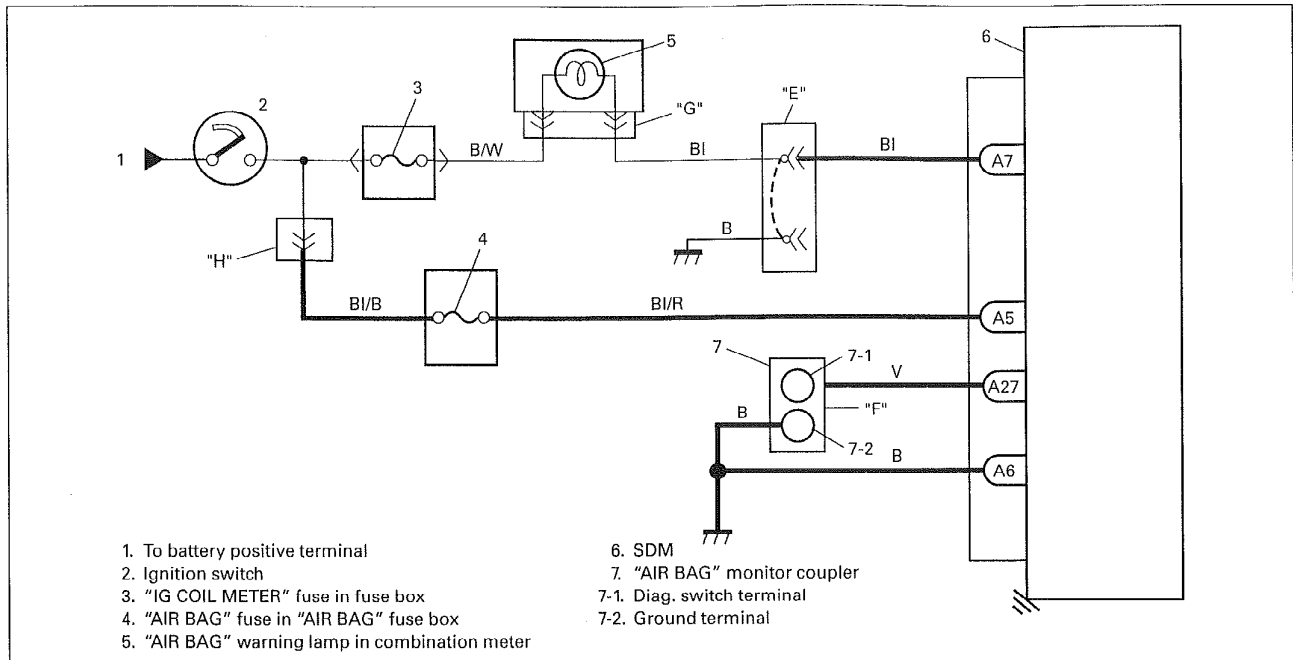 5
6
3
"G"
"E"
2
1
B/W
Bl
Bl
A7
"H"
4
B
Bl/B
Bl/R
A5
7
7-1
V
A27
B
"F"
7-2
B
A6
1. To battery positive terminal
2. Ignition switch
3. "IG COIL METER" fuse in fuse box
4. "AIR BAG" fuse in "AIR BAG" fuse box
5. "AIR BAG" warning lamp in combination meter
6. SDM
7. "AIR BAG" monitor coupler
7-1. Diag. switch terminal
7-2. Ground terminal